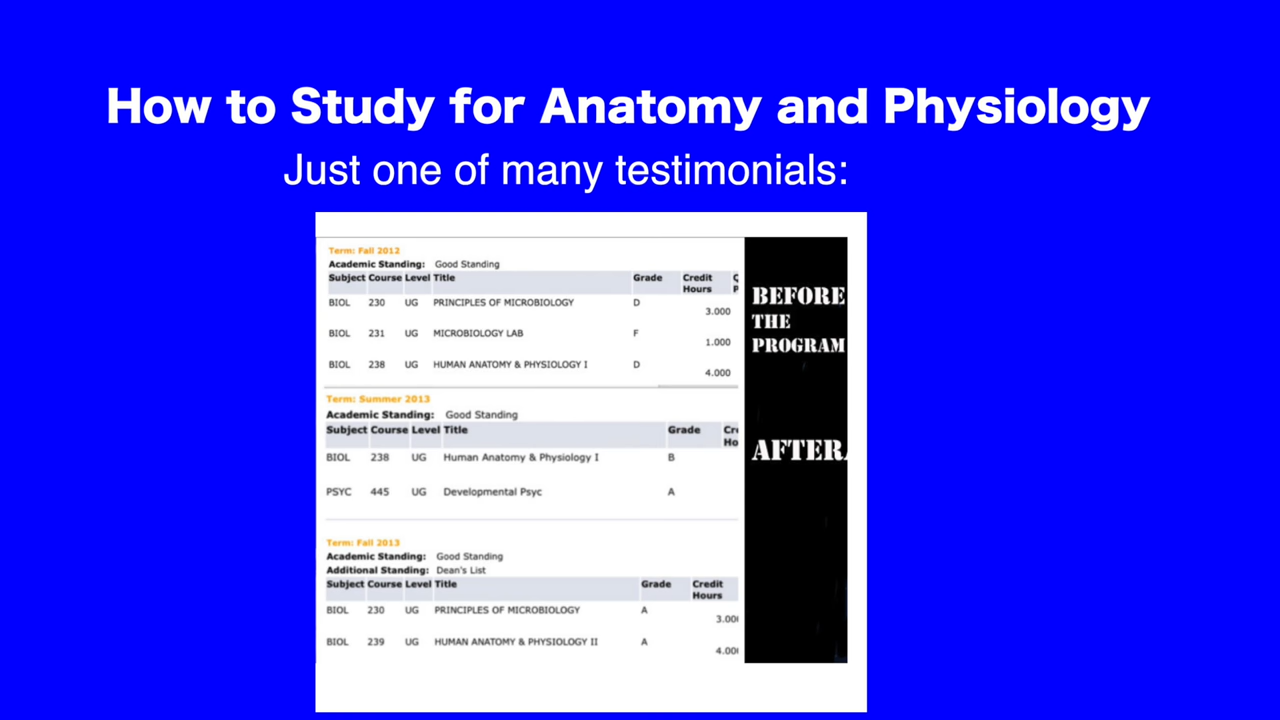 How to Study for Anatomy and Physiology
Just one of many testimonials:
Term: Fall 2012
Academic Standing: Good Standing
Subject Course Level Title Grade Credit Hours
BIOL 230 UG PRINCIPLES OF MICROBIOLOGY D 3.000
BIOL 231 UG MICROBIOLOGY LAB F 1.000
BIOL 238 UG HUMAN ANATOMY & PHYSIOLOGY I D 4.000
BEFORE
THE
PROGRAM
Term: Summer 2013
Academic Standing: Good Standing
Subject Course Level Title Grade
BIOL 238 UG Human Anatomy & Physiology I B
PSYC 445 UG Developmental Psyc A
AFTER
Term: Fall 2013
Academic Standing: Good Standing
Additional Standing: Dean's List
Subject Course Level Title Grade Credit Hours
BIOL 230 UG PRINCIPLES OF MICROBIOLOGY A 3.00
BIOL 239 UG HUMAN ANATOMY & PHYSIOLOGY II A 4.00